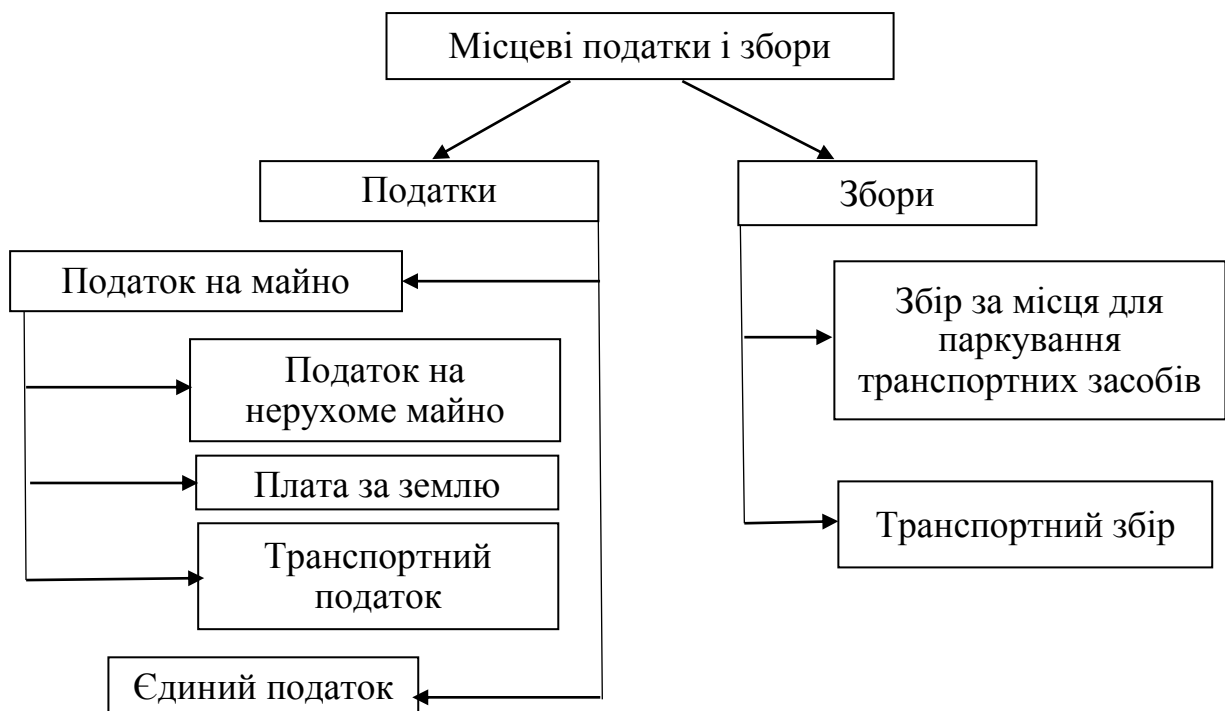 Місцеві податки і збори
Податки
Збори
Податок на майно
Податок на
нерухоме майно
Плата за землю
Транспортний
податок
Єдиний податок
Збір за місця для
паркування
транспортних засобів
Транспортний збір